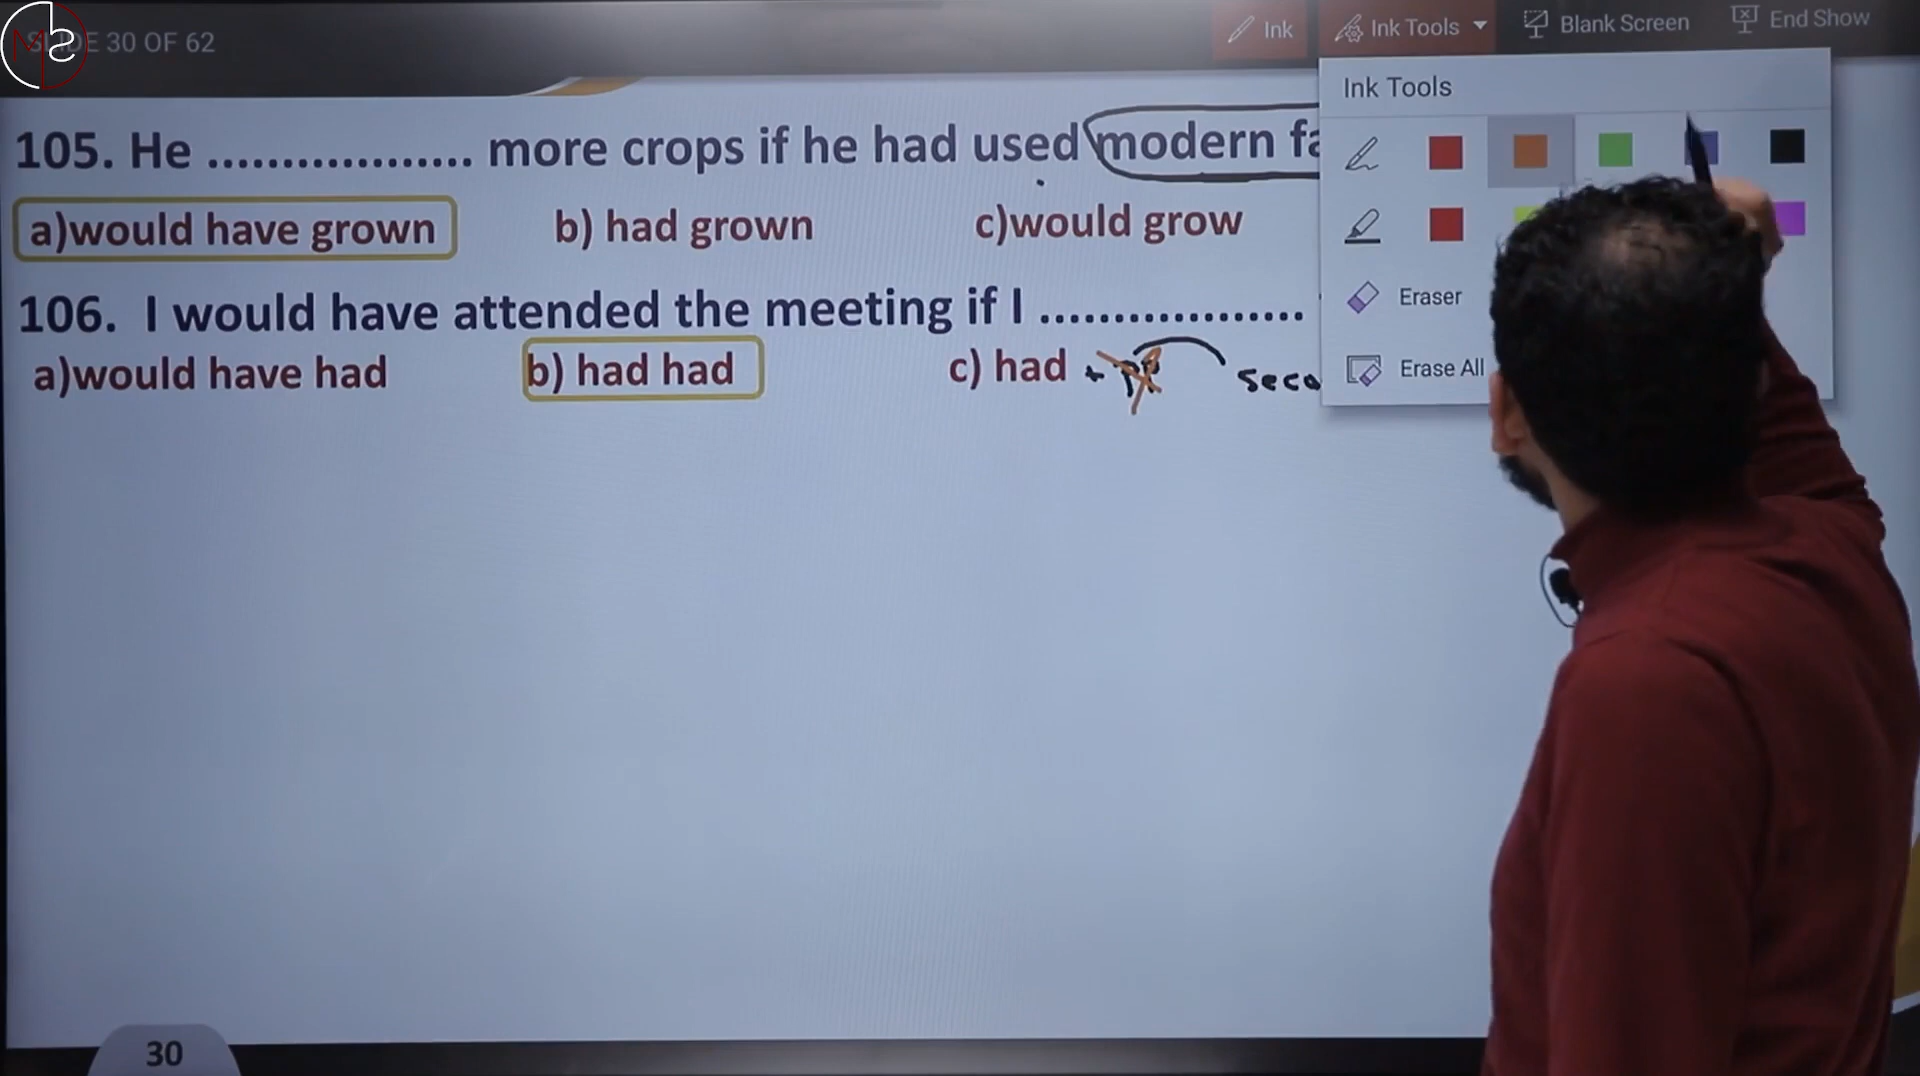 SLIDE 30 OF 62
Ink
Ink Tools
Blank Screen
End Show
Ink Tools
105. He .................. more crops if he had used modern fa
a)would have grown b) had grown c)would grow
Eraser
106. I would have attended the meeting if I ..................
a)would have had b) had had c) had + seco
Erase All
30